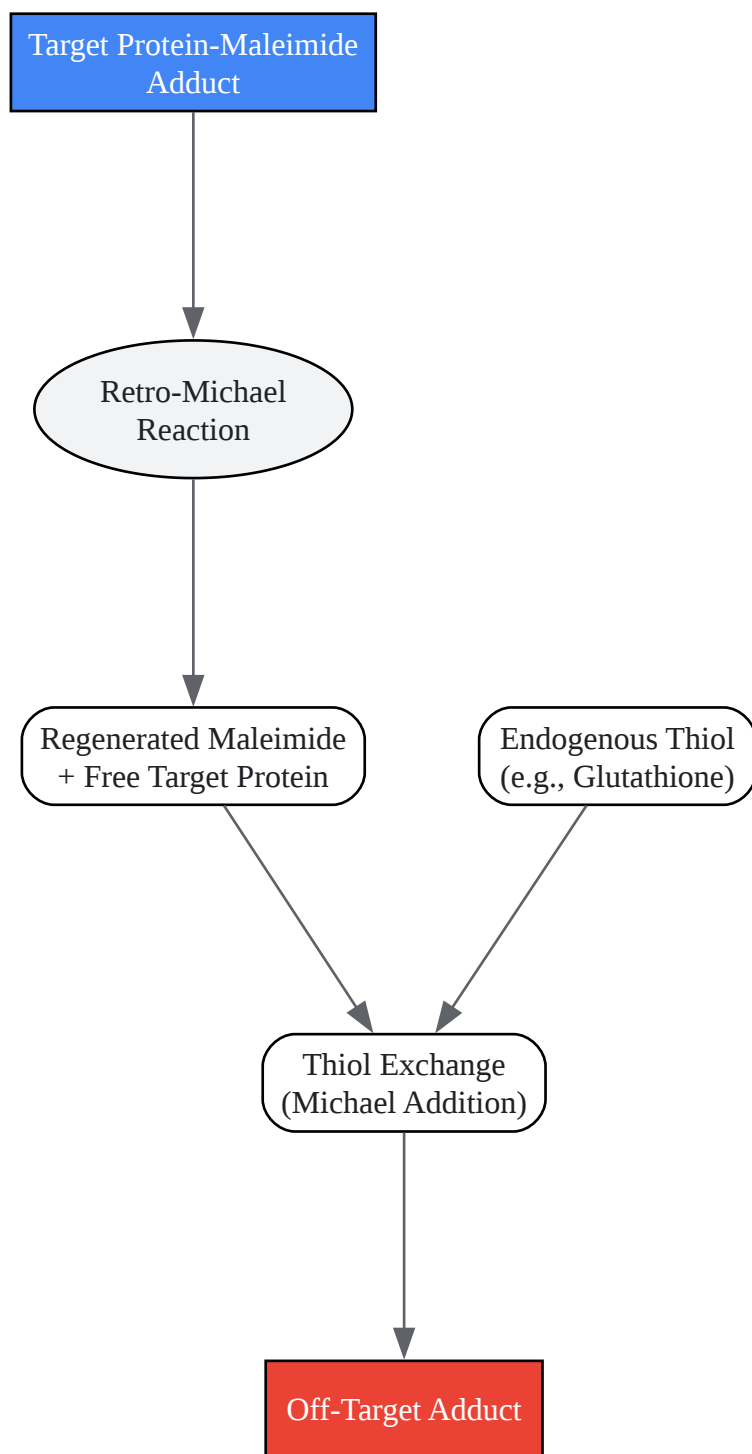 Target Protein-Maleimide
Adduct
Retro-Michael
Reaction
Regenerated Maleimide
+ Free Target Protein
Endogenous Thiol
(e.g., Glutathione)
Thiol Exchange
(Michael Addition)
Off-Target Adduct